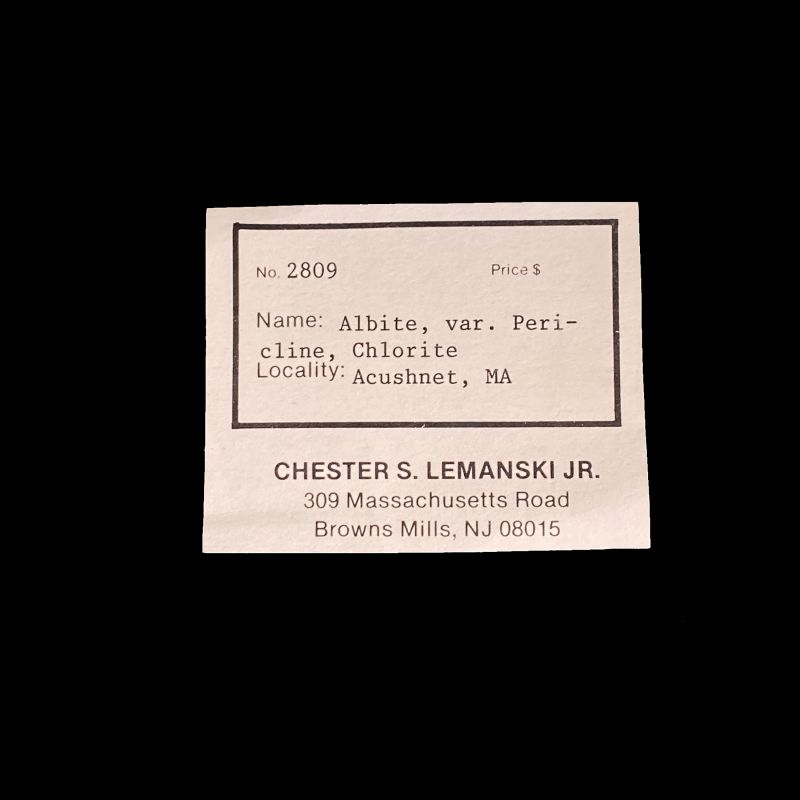 No. 2809 Price $
Name: Albite, var. Peri-
cline, Chlorite
Locality: Acushnet, MA
CHESTER S. LEMANSKI JR.
309 Massachusetts Road
Browns Mills, NJ 08015